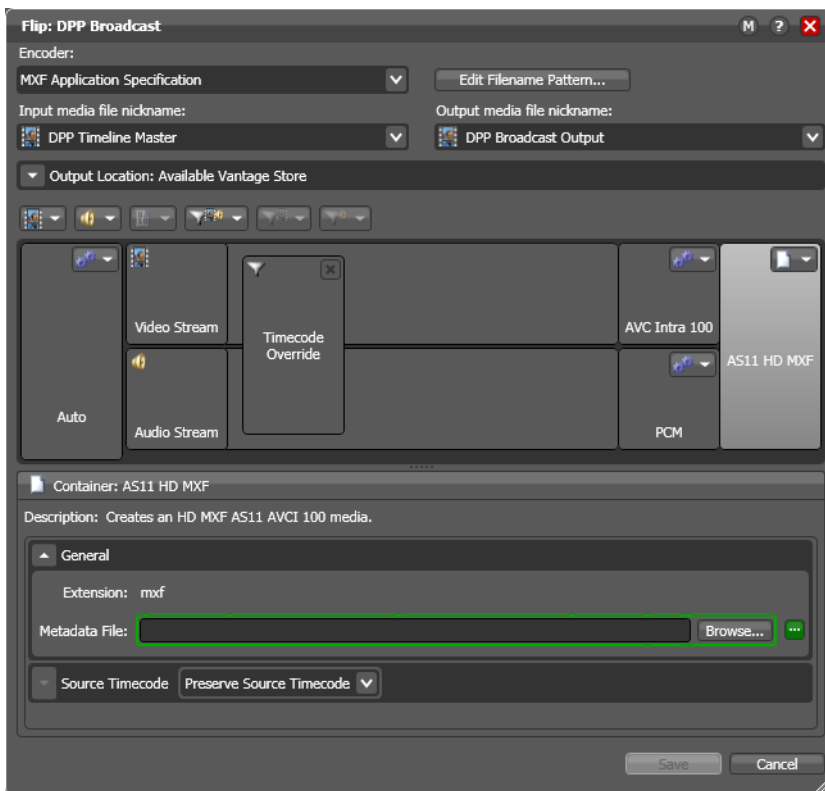 Flip: DPP Broadcast
M ? X
Encoder:
MXF Application Specification
Edit Filename Pattern...
Input media file nickname:
Output media file nickname:
DPP Timeline Master
DPP Broadcast Output
Output Location: Available Vantage Store
Video Stream
Timecode
Override
AVC Intra 100
AS11 HD MXF
Auto
Audio Stream
PCM
Container: AS11 HD MXF
Description: Creates an HD MXF AS11 AVCI 100 media.
General
Extension: mxf
Metadata File:
Browse...
...
Source Timecode
Preserve Source Timecode
Save
Cancel